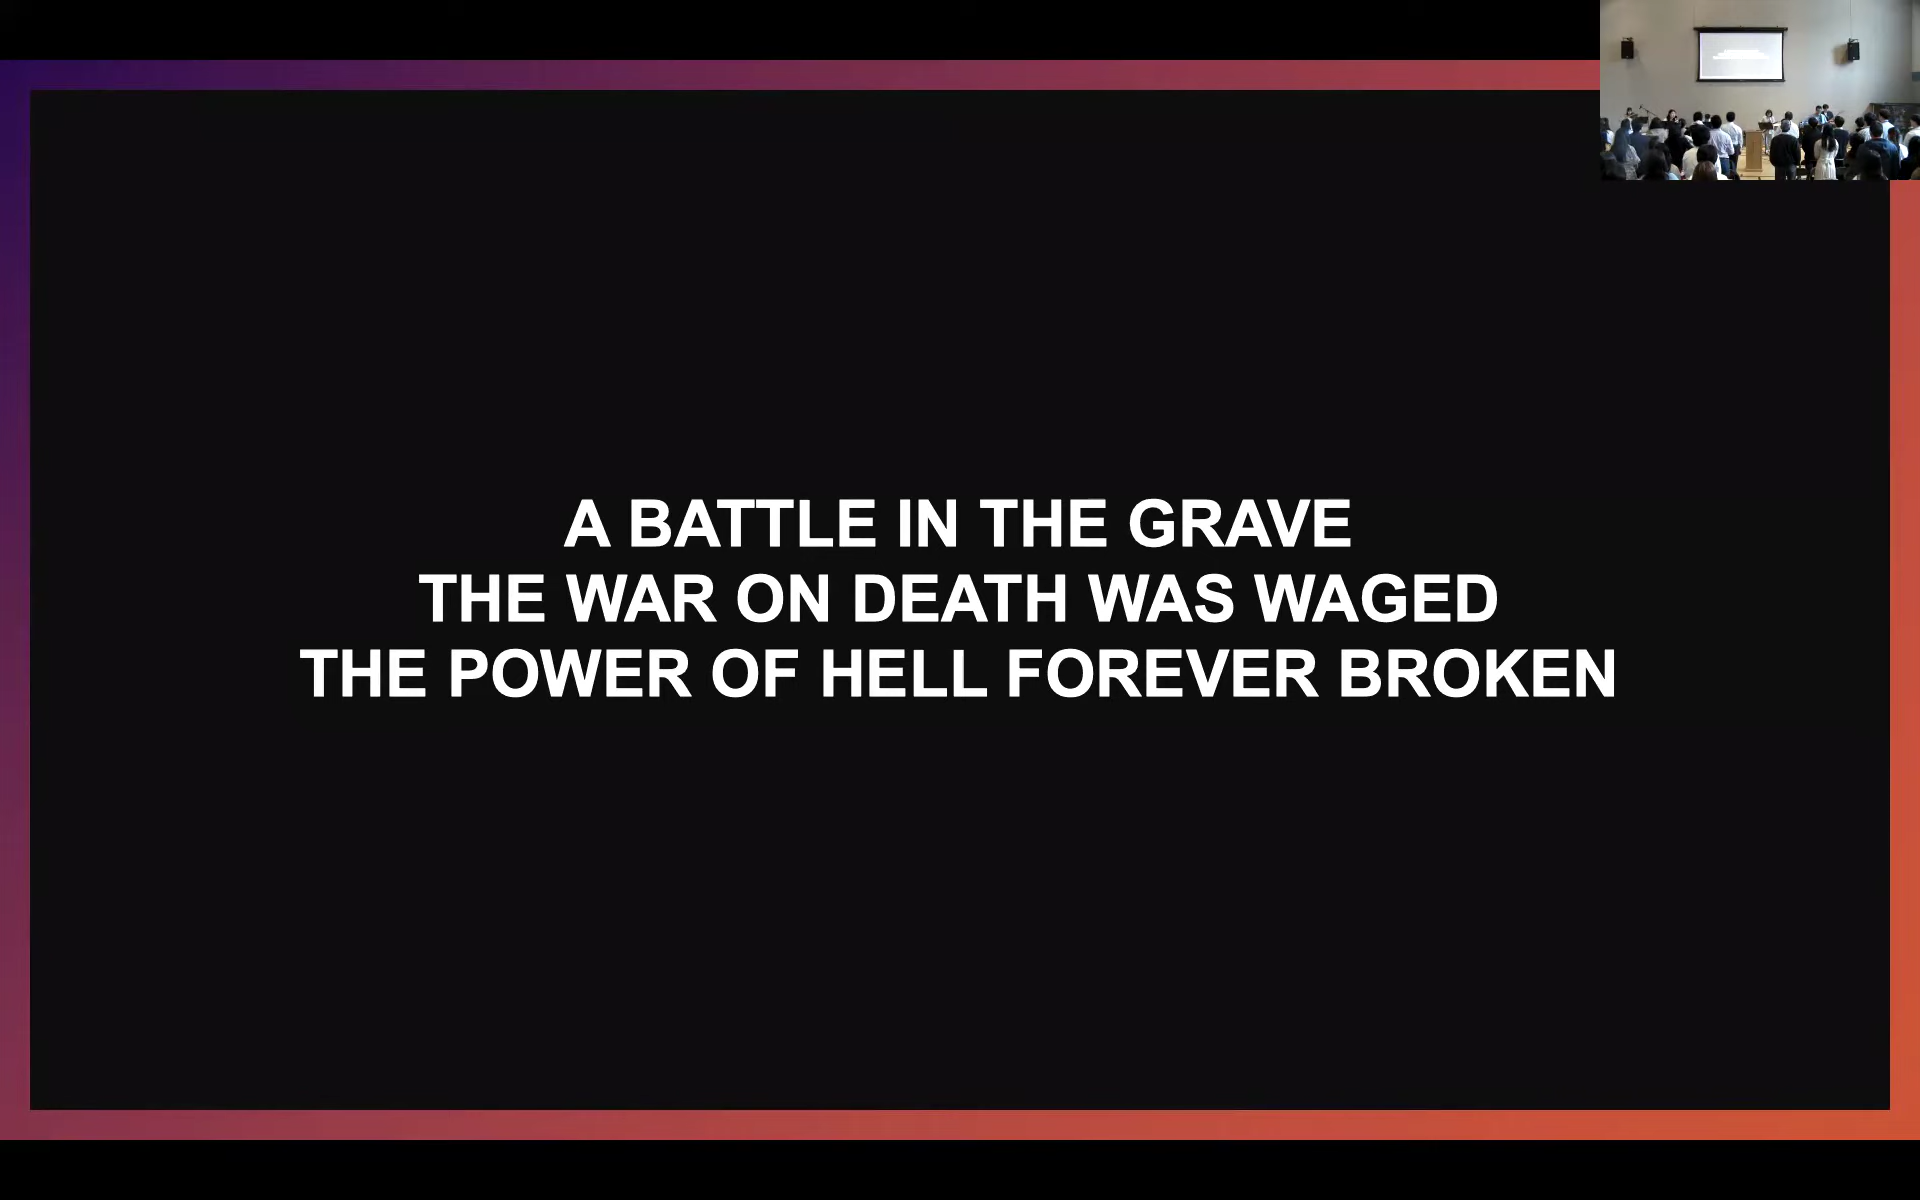 A BATTLE IN THE GRAVE
THE WAR ON DEATH WAS WAGED
THE POWER OF HELL FOREVER BROKEN